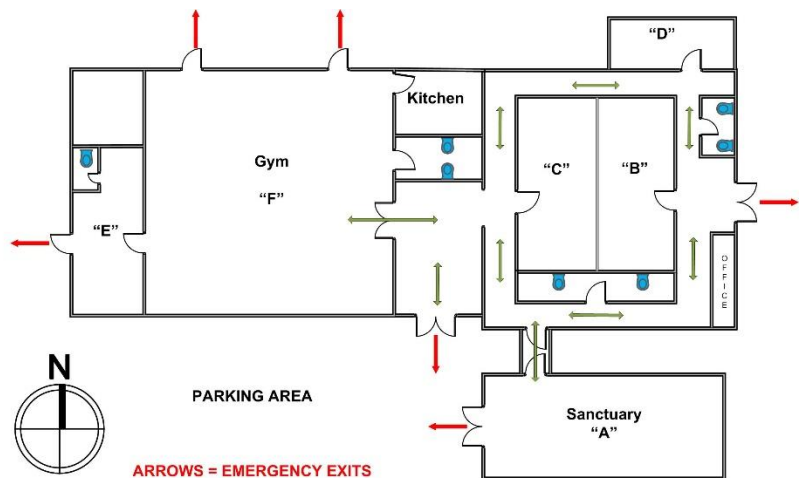 “D”
Kitchen
Gym
“F”
“C”
“B”
“E”
OFFICE
N
PARKING AREA
Sanctuary
“A”
ARROWS = EMERGENCY EXITS